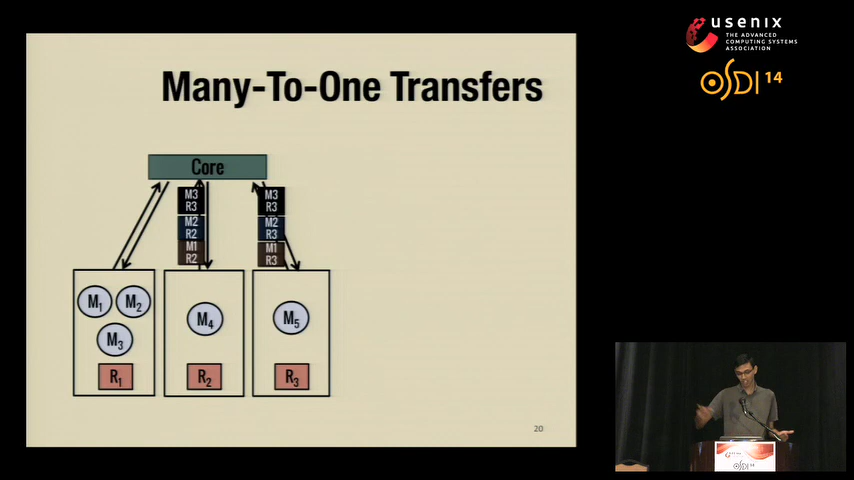 usenix
THE ADVANCED
COMPUTING SYSTEMS
ASSOCIATION
OSDI 14
Many-To-One Transfers
Core
M3
R3
M2
R2
M1
R2
M3
R3
M2
R3
M1
R3
M1 M2
M3
M4
M5
R1
R2
R3
20
OSDI